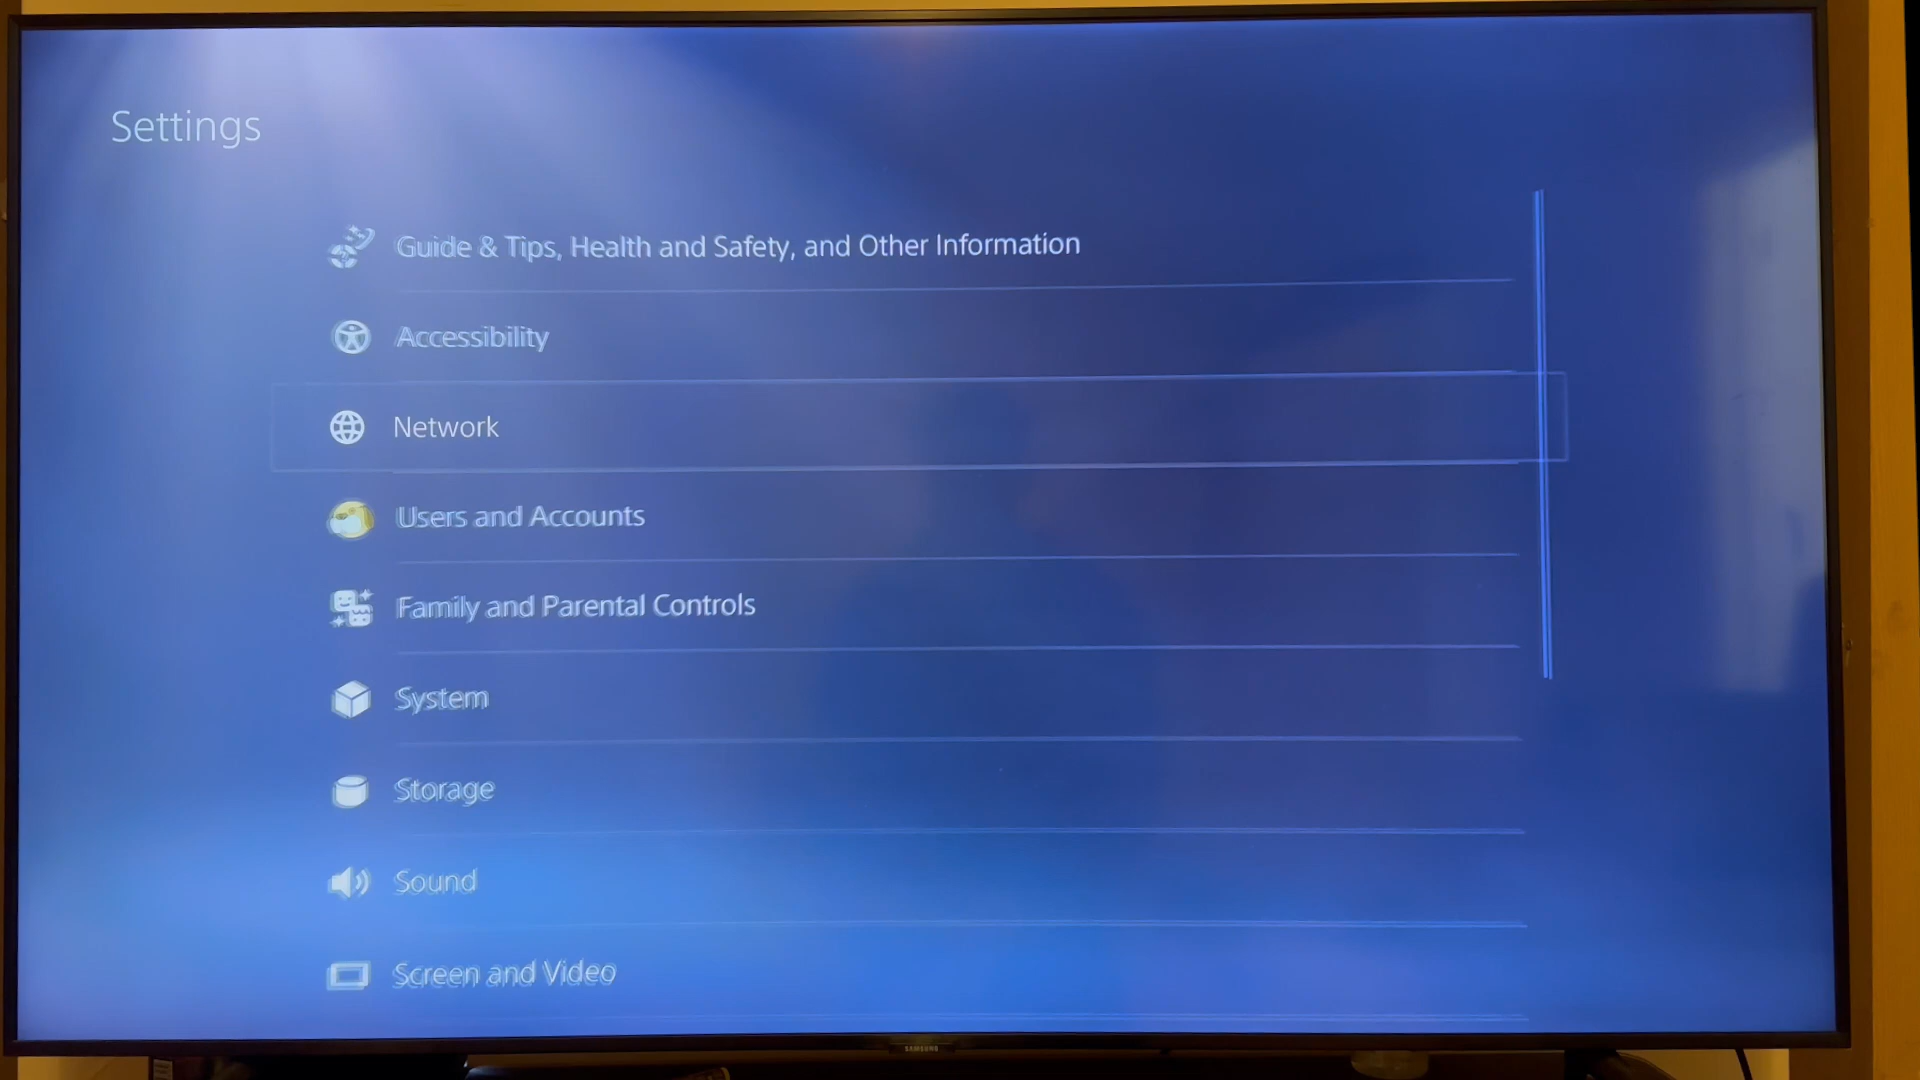 Settings
Guide & Tips, Health and Safety, and Other Information
Accessibility
Network
Users and Accounts
Family and Parental Controls
System
Storage
Sound
Screen and Video
SAMSUNG